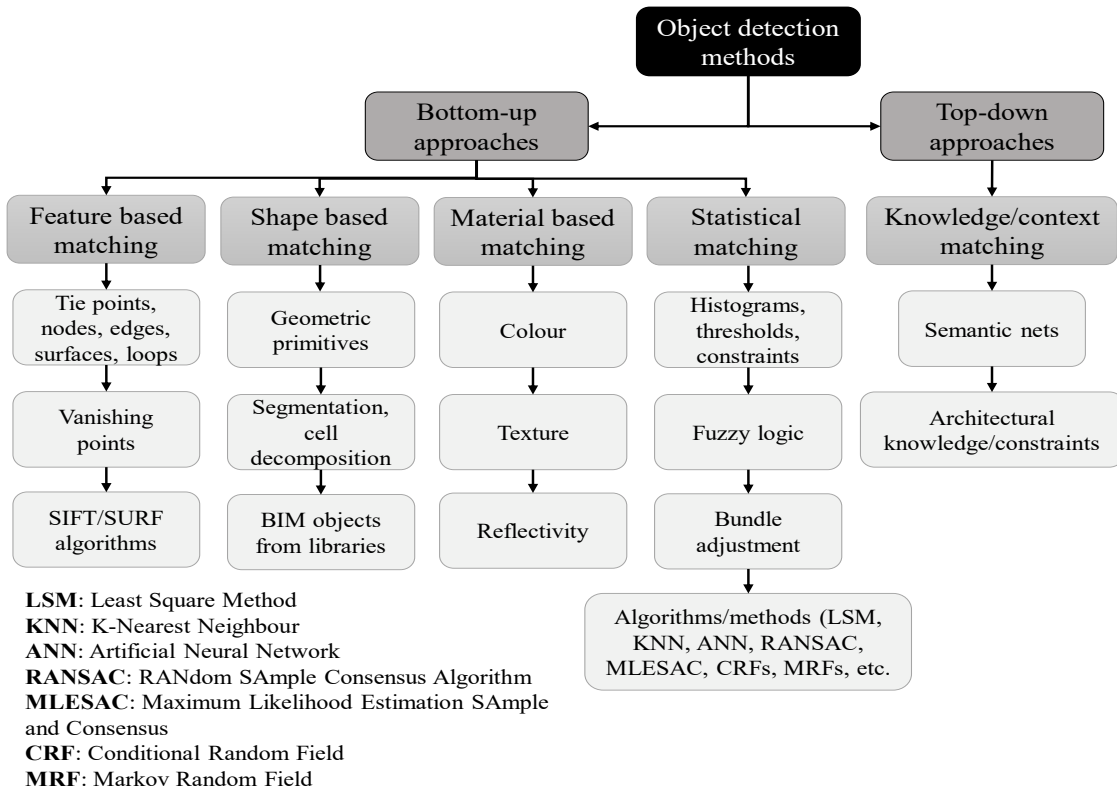 Object detection
methods
Bottom-up
approaches
Top-down
approaches
Feature based
matching
Shape based
matching
Material based
matching
Statistical
matching
Knowledge/context
matching
Tie points,
nodes, edges,
surfaces, loops
Geometric
primitives
Colour
Histograms,
thresholds,
constraints
Semantic nets
Vanishing
points
Segmentation,
cell
decomposition
Texture
Fuzzy logic
Architectural
knowledge/constraints
SIFT/SURF
algorithms
BIM objects
from libraries
Reflectivity
Bundle
adjustment
Algorithms/methods (LSM,
KNN, ANN, RANSAC,
MLESAC, CRFs, MRFs, etc.
LSM: Least Square Method
KNN: K-Nearest Neighbour
ANN: Artificial Neural Network
RANSAC: RANdom SAmple Consensus Algorithm
MLESAC: Maximum Likelihood Estimation SAmple
and Consensus
CRF: Conditional Random Field
MRF: Markov Random Field